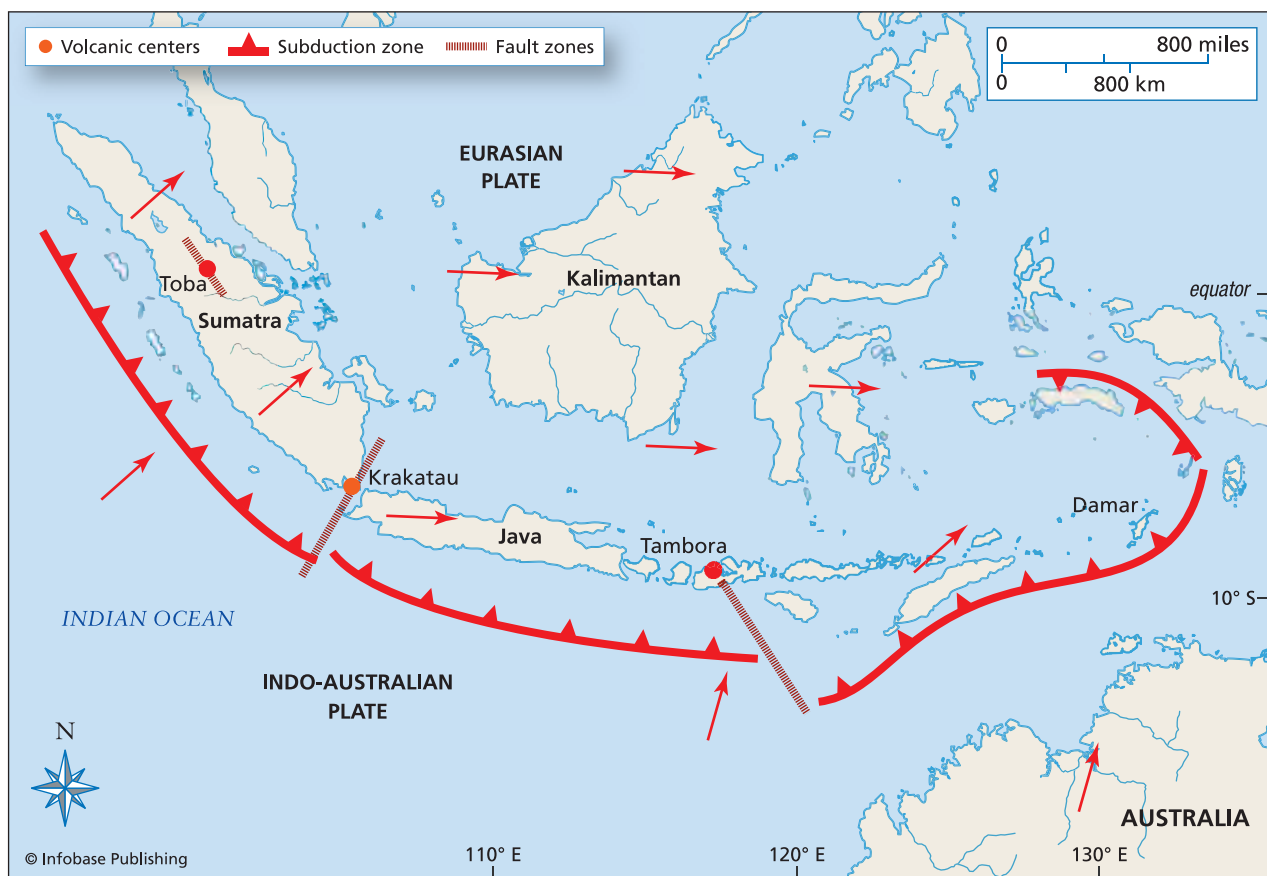 Volcanic centers
Subduction zone
Fault zones
0
800 miles
0
800 km
EURASIAN
PLATE
Toba
Sumatra
Kalimantan
equator
Krakatau
Java
Tambora
Damar
10° S
INDIAN OCEAN
INDO-AUSTRALIAN
PLATE
N
AUSTRALIA
© Infobase Publishing
110° E
120° E
130° E